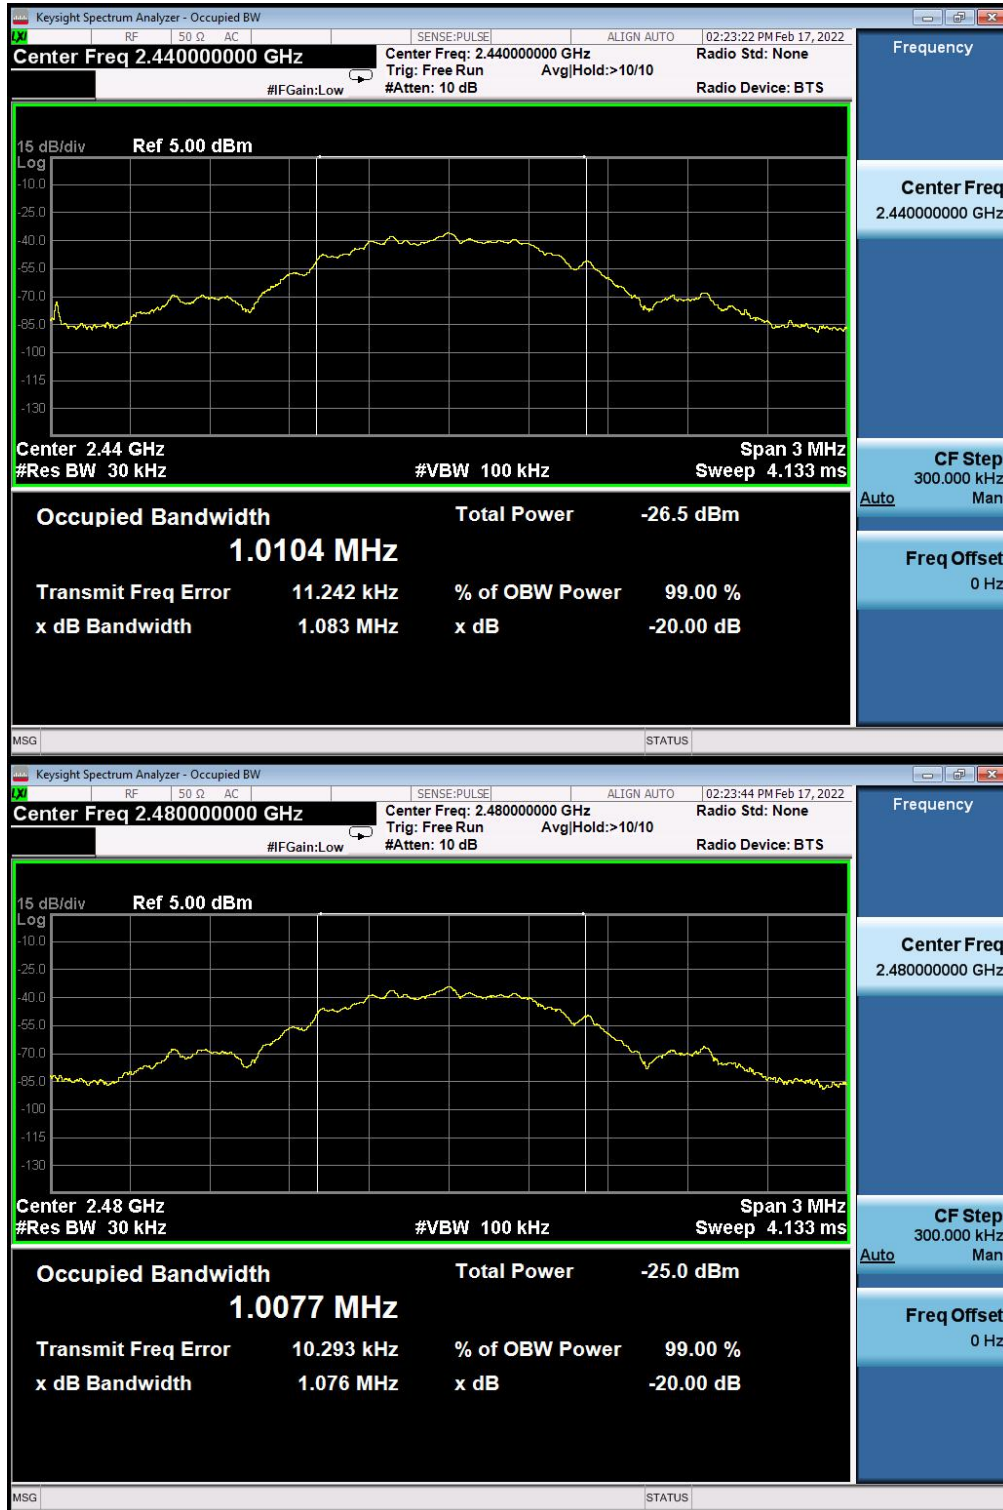 Keysight Spectrum Analyzer - Occupied BW
LXI RF 50 Ω AC SENSE:PULSE ALIGN AUTO 02:23:22 PM Feb 17, 2022
Center Freq 2.440000000 GHz Center Freq: 2.440000000 GHz Radio Std: None
Trig: Free Run Avg|Hold:>10/10
#IFGain:Low #Atten: 10 dB Radio Device: BTS
15 dB/div Ref 5.00 dBm
Log
-10.0
-25.0
-40.0
-55.0
-70.0
-85.0
-100
-115
-130
Center 2.44 GHz Span 3 MHz
#Res BW 30 kHz #VBW 100 kHz Sweep 4.133 ms
Occupied Bandwidth Total Power -26.5 dBm
1.0104 MHz
Transmit Freq Error 11.242 kHz % of OBW Power 99.00 %
x dB Bandwidth 1.083 MHz x dB -20.00 dB
MSG STATUS
Frequency
Center Freq
2.440000000 GHz
CF Step
300.000 kHz
Auto Man
Freq Offset
0 Hz
Keysight Spectrum Analyzer - Occupied BW
LXI RF 50 Ω AC SENSE:PULSE ALIGN AUTO 02:23:44 PM Feb 17, 2022
Center Freq 2.480000000 GHz Center Freq: 2.480000000 GHz Radio Std: None
Trig: Free Run Avg|Hold:>10/10
#IFGain:Low #Atten: 10 dB Radio Device: BTS
15 dB/div Ref 5.00 dBm
Log
-10.0
-25.0
-40.0
-55.0
-70.0
-85.0
-100
-115
-130
Center 2.48 GHz Span 3 MHz
#Res BW 30 kHz #VBW 100 kHz Sweep 4.133 ms
Occupied Bandwidth Total Power -25.0 dBm
1.0077 MHz
Transmit Freq Error 10.293 kHz % of OBW Power 99.00 %
x dB Bandwidth 1.076 MHz x dB -20.00 dB
MSG STATUS
Frequency
Center Freq
2.480000000 GHz
CF Step
300.000 kHz
Auto Man
Freq Offset
0 Hz